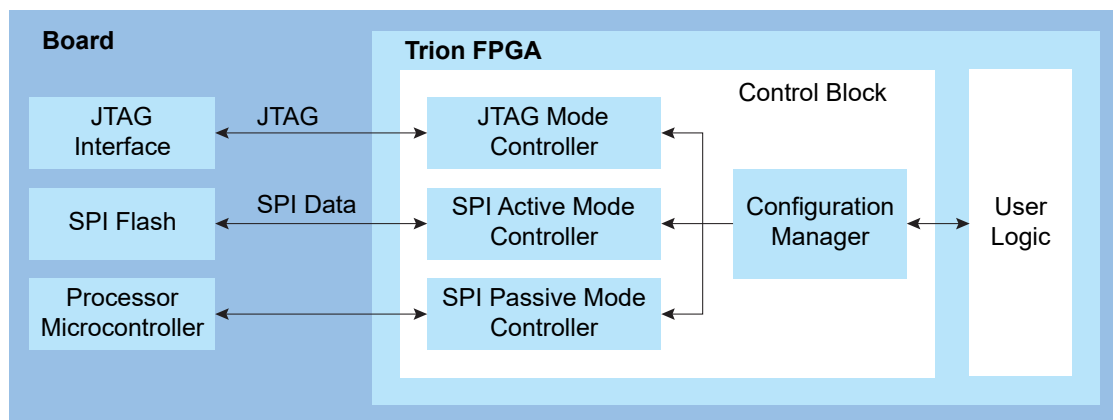 Board
Trion FPGA
Control Block
JTAG
Interface
JTAG
JTAG Mode
Controller
SPI Flash
SPI Data
SPI Active Mode
Controller
Configuration
Manager
User
Logic
Processor
Microcontroller
SPI Passive Mode
Controller